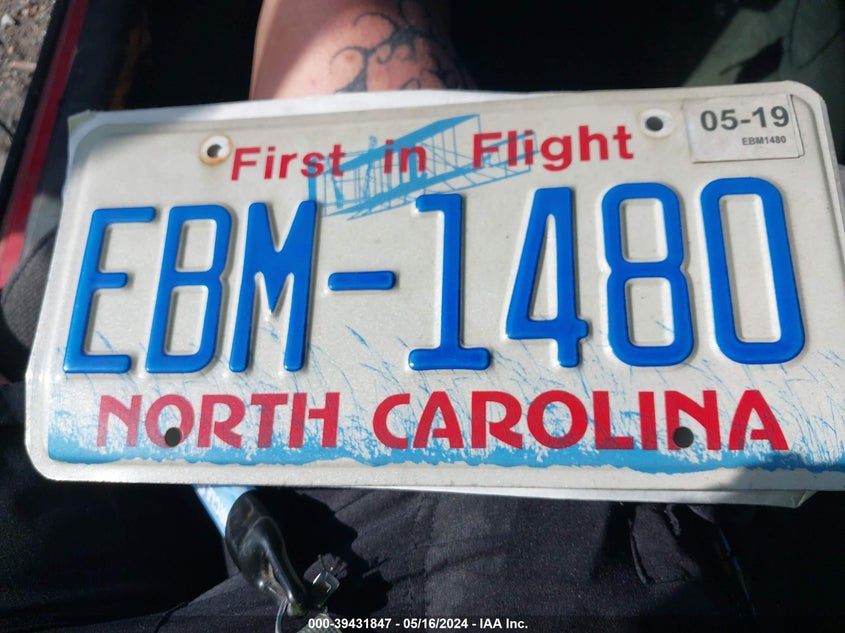 05-19
EBM1480
First in Flight
EBM-1480
NORTH CAROLINA
000-39431847 - /05/16/2024 - IAA Inc.